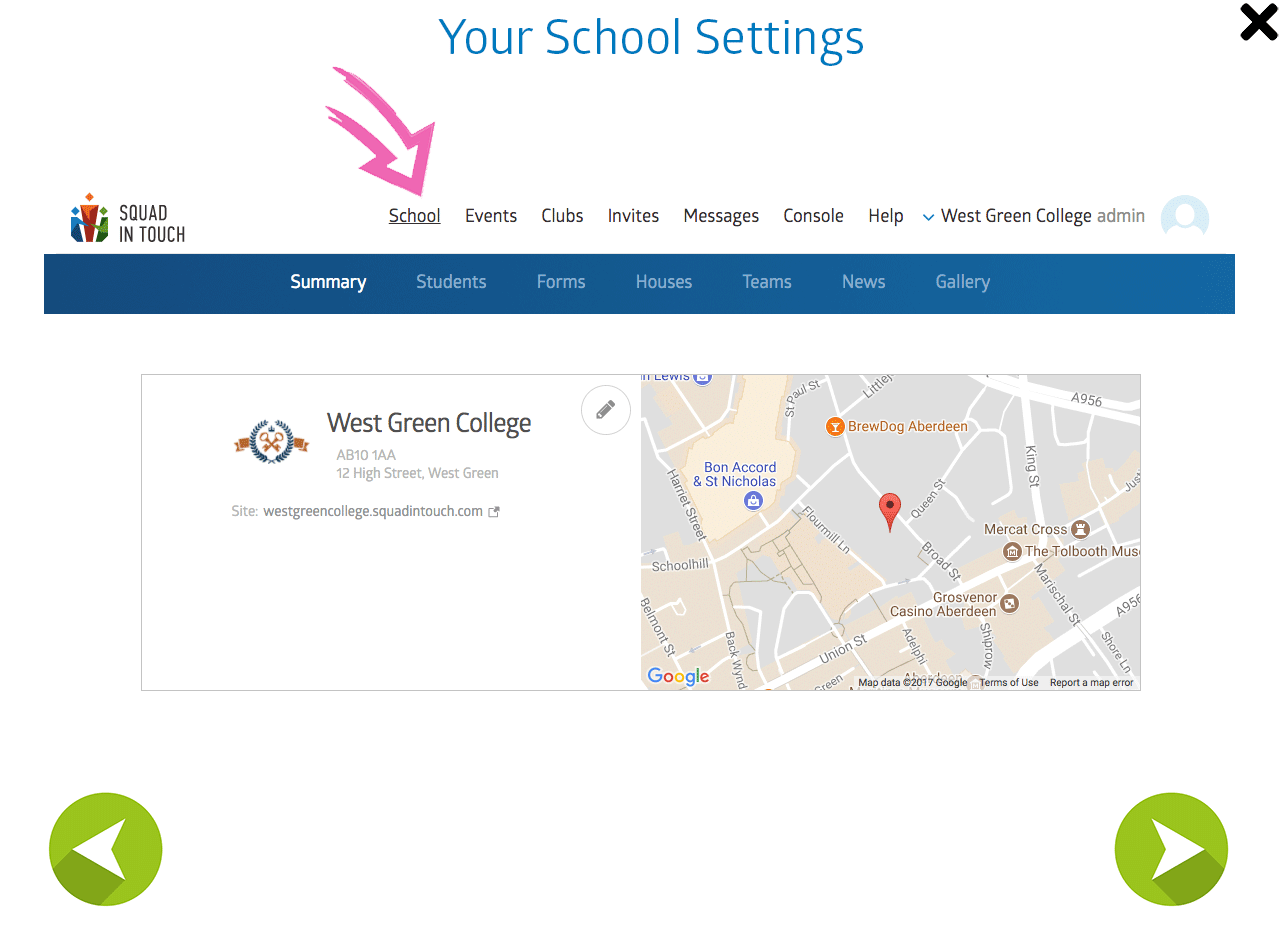 Your School Settings
SQUAD
IN TOUCH
School Events Clubs Invites Messages Console Help West Green College admin
Summary Students Forms Houses Teams News Gallery
West Green College
AB10 1AA
12 High Street, West Green
Site: westgreencollege.squadintouch.com
n Lewis
St Paul St
Littlej
A956
BrewDog Aberdeen
Bon Accord
& St Nicholas
King St
Harriet Street
Queen St
Just
Flourmill Ln
Mercat Cross
The Tolbooth Mus
Schoolhill
Broad St
Marischal St
Grosvenor
Casino Aberdeen
A956
Belmont St
Back Wynd
Union St
Adelphi
Shiprow
Shore Ln
Green
Aberdeen
Google
Map data ©2017 Google Terms of Use Report a map error